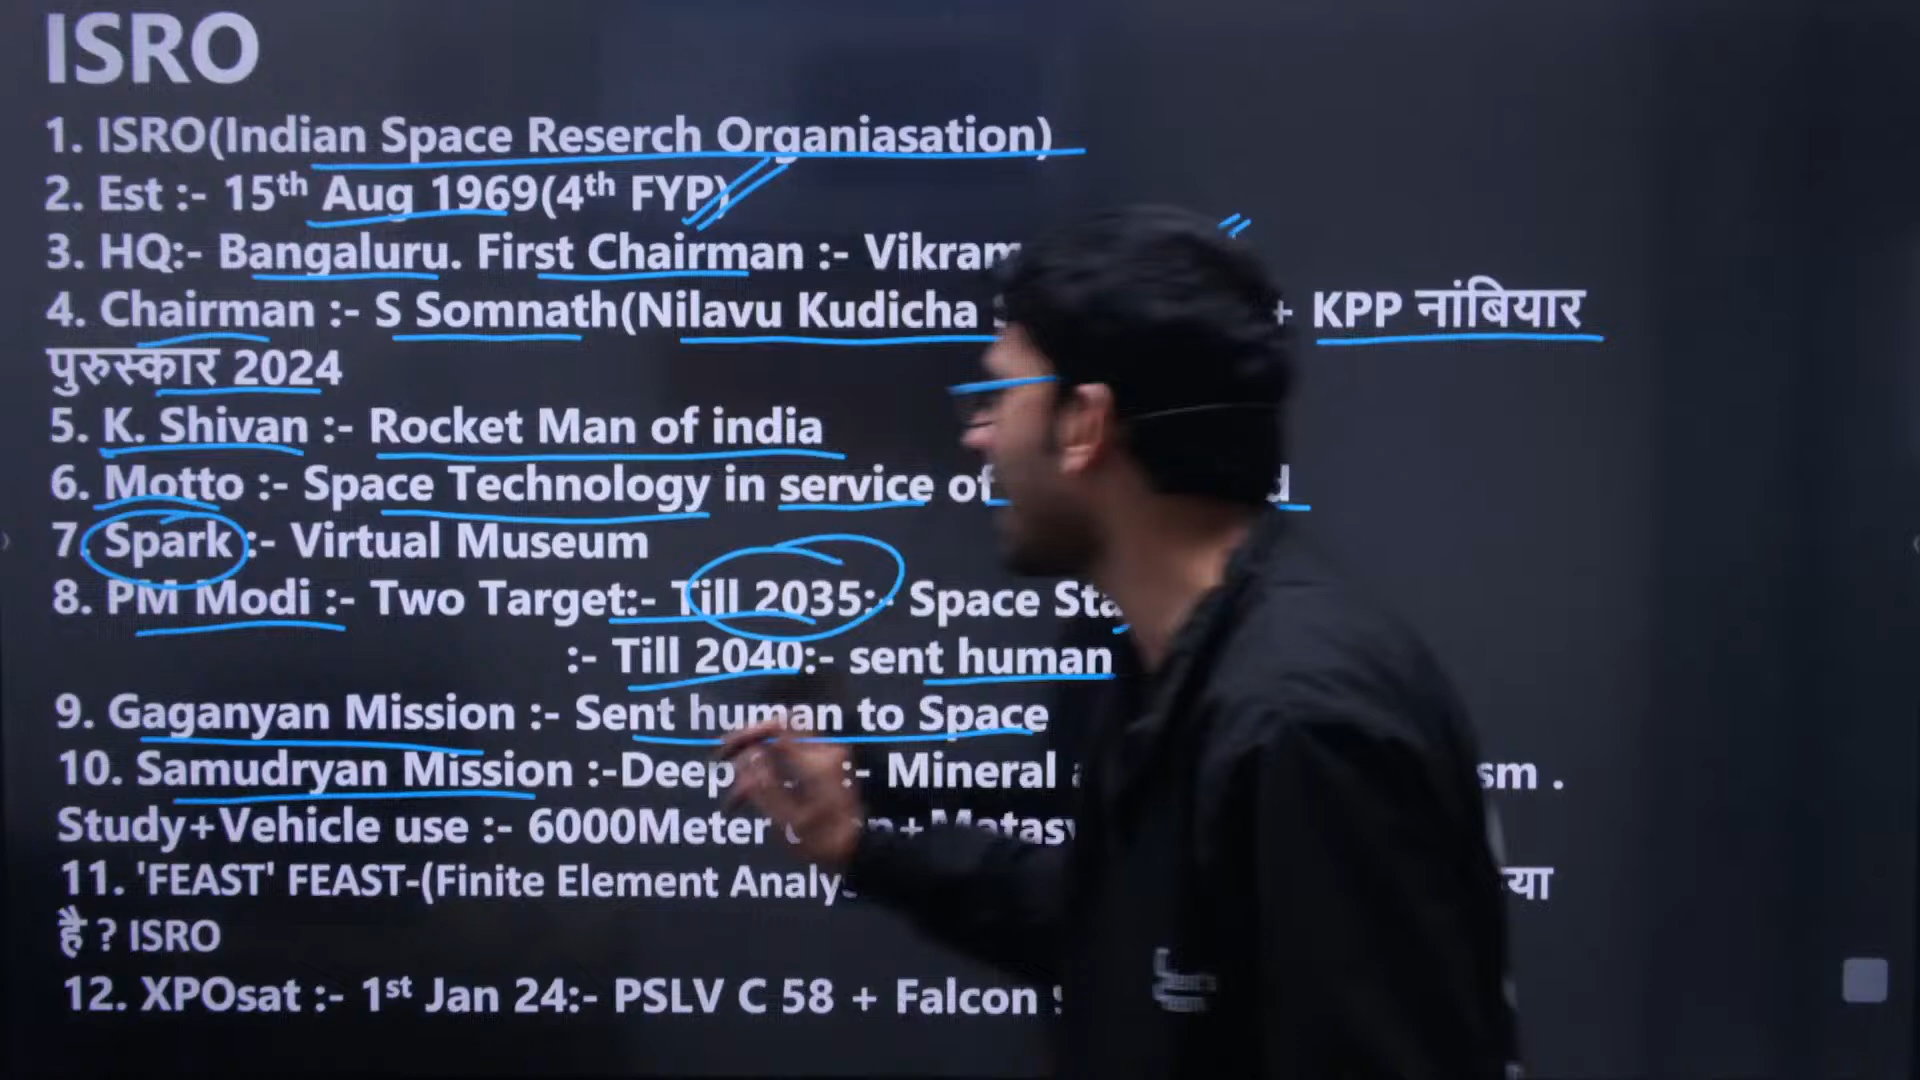 ISRO
1. ISRO(Indian Space Reserch Organiasation)
2. Est :- 15th Aug 1969(4th FYP)
3. HQ:- Bangaluru. First Chairman :- Vikram
4. Chairman :- S Somnath(Nilavu Kudicha + KPP नांबियार
पुरुस्कार 2024
5. K. Shivan :- Rocket Man of india
6. Motto :- Space Technology in service of
7. Spark :- Virtual Museum
8. PM Modi :- Two Target:- Till 2035:- Space
:- Till 2040:- sent human
9. Gaganyan Mission :- Sent human to Space
10. Samudryan Mission :-Deep :- Mineral
Study+Vehicle use :- 6000Meter
11. 'FEAST' FEAST-(Finite Element
है ? ISRO
12. XPOsat :- 1st Jan 24:- PSLV C 58 + Falcon